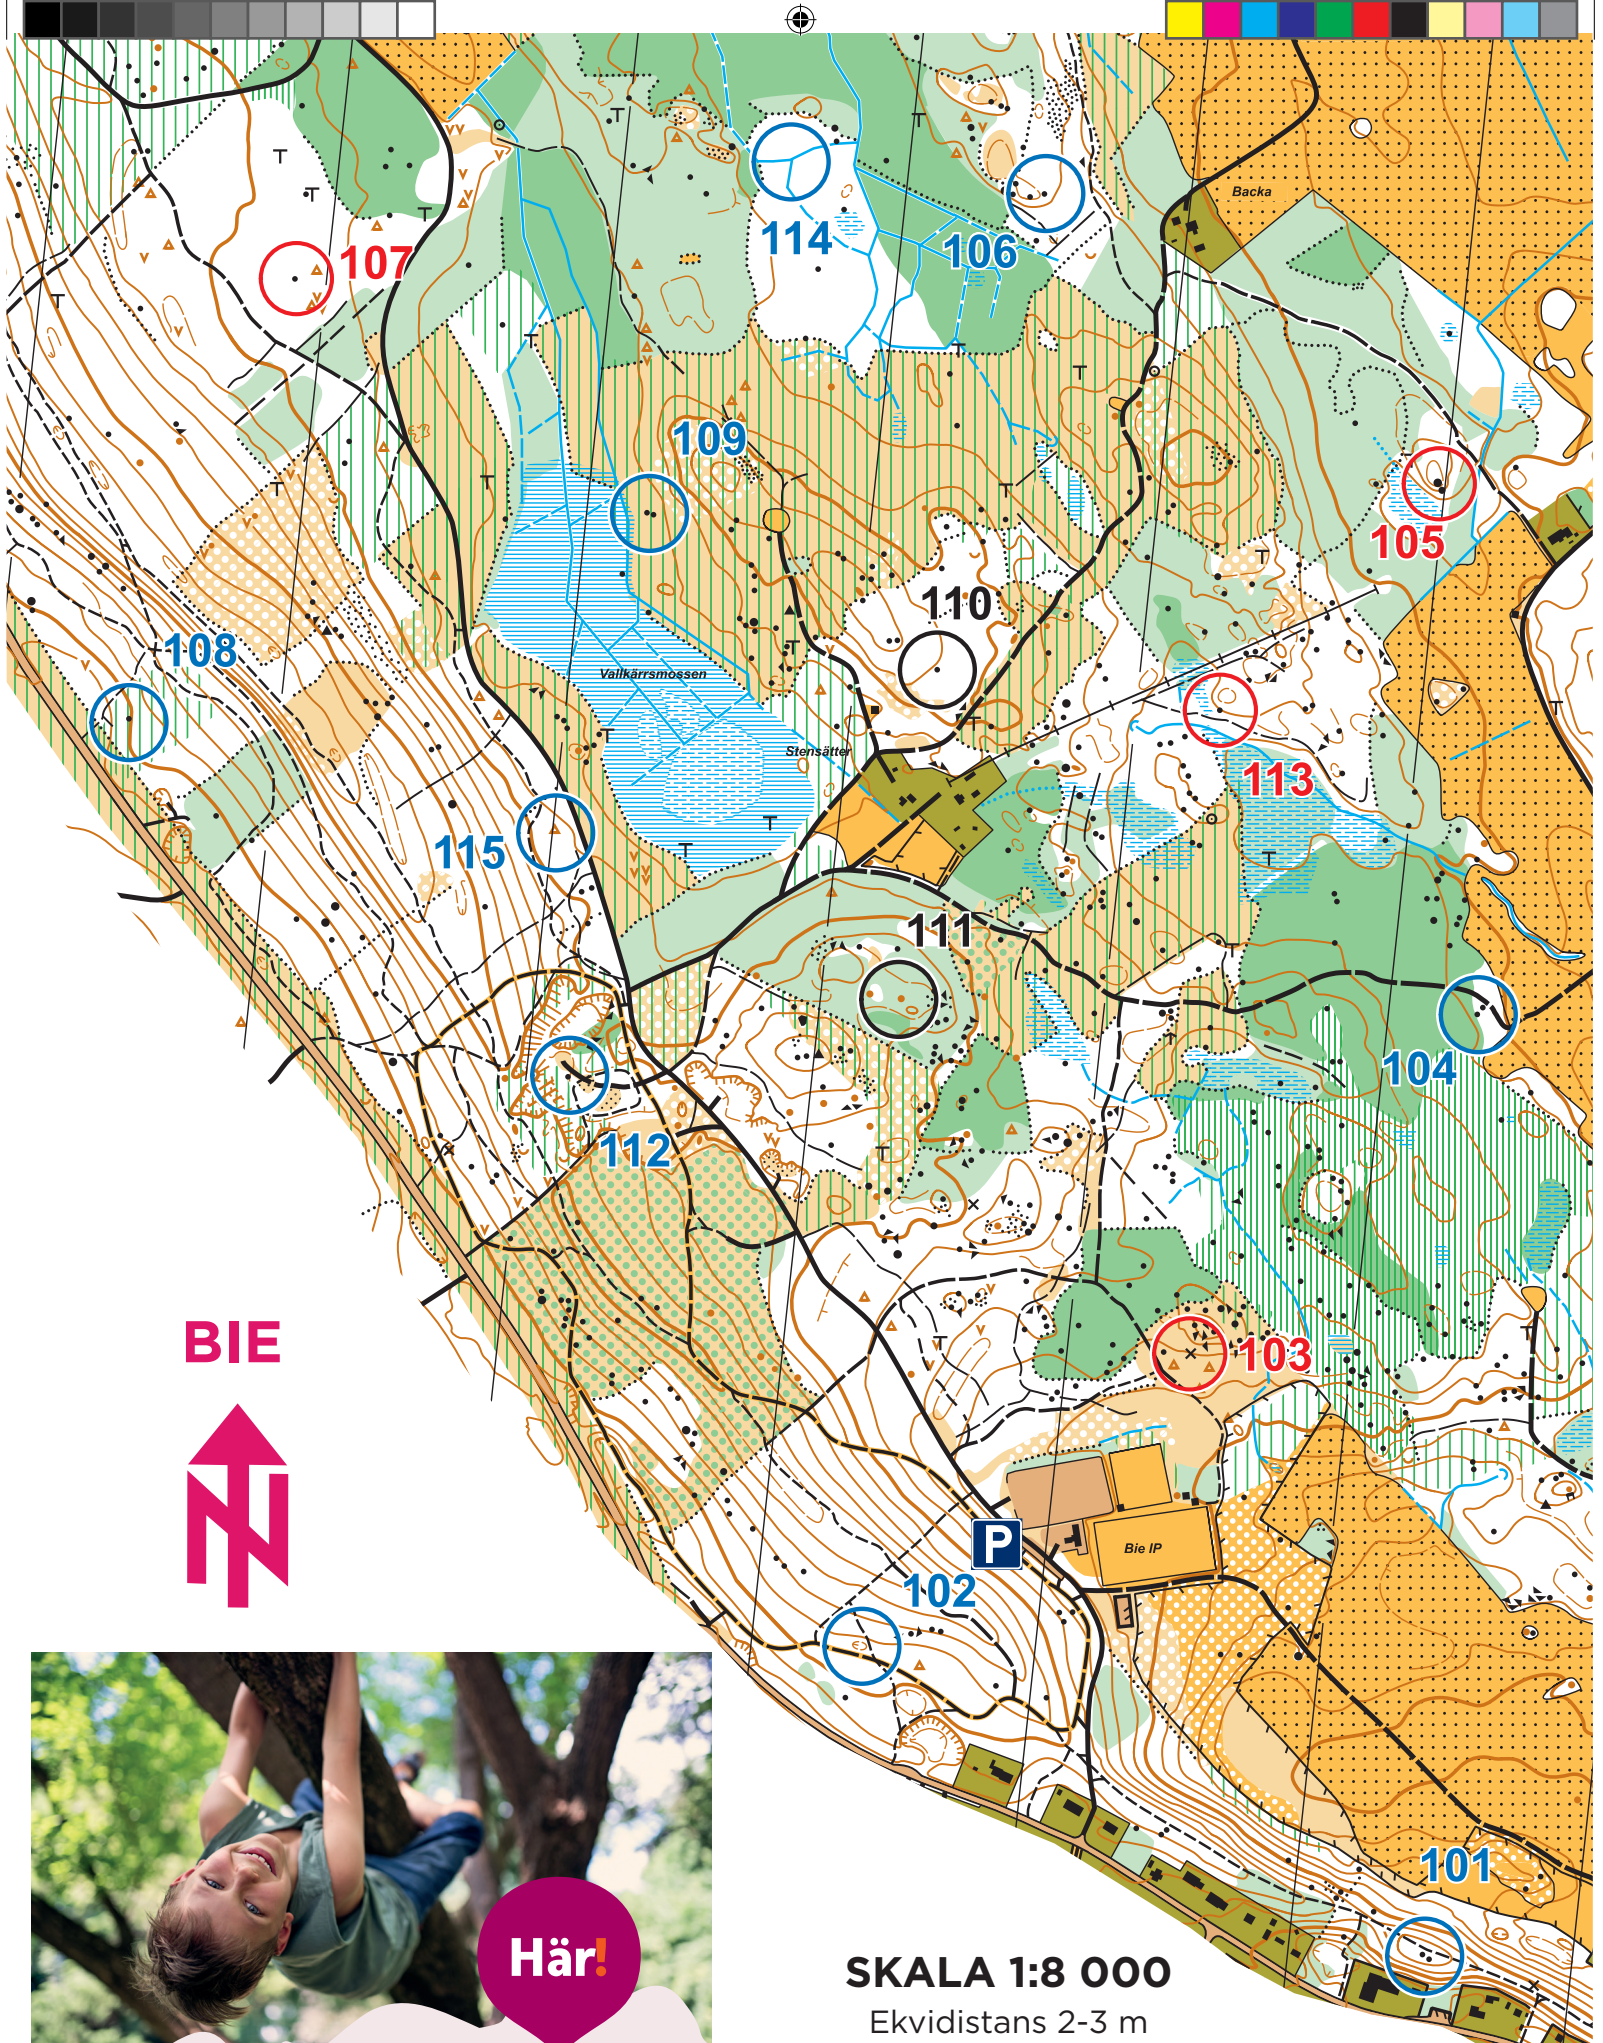 Backa
114
106
107
109
105
110
108
Vallkärrsmossen
Stensätter
113
115
111
104
112
BIE
103
N
P
Bie IP
102
101
Här!
SKALA 1:8 000
Ekvidistans 2-3 m